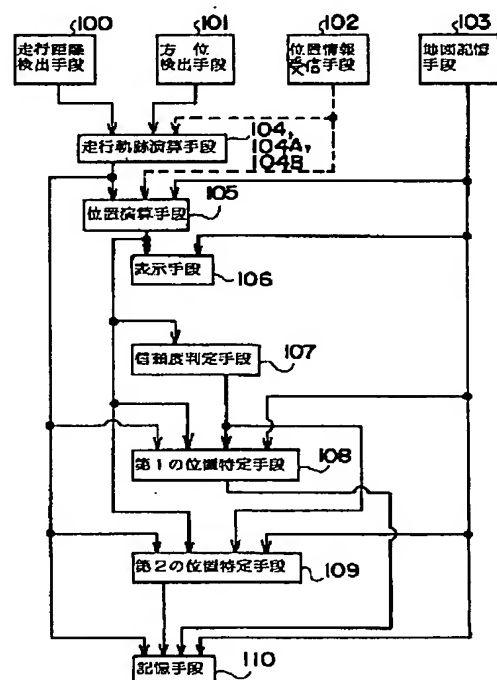 100
101
102
103
走行距離
検出手段
方位
検出手段
位置情報
受信手段
地図記憶
手段
走行軌跡演算手段
104,
104A,
104B
位置演算手段
105
表示手段
106
信頼度判定手段
107
第1の位置特定手段
108
第2の位置特定手段
109
記憶手段
110